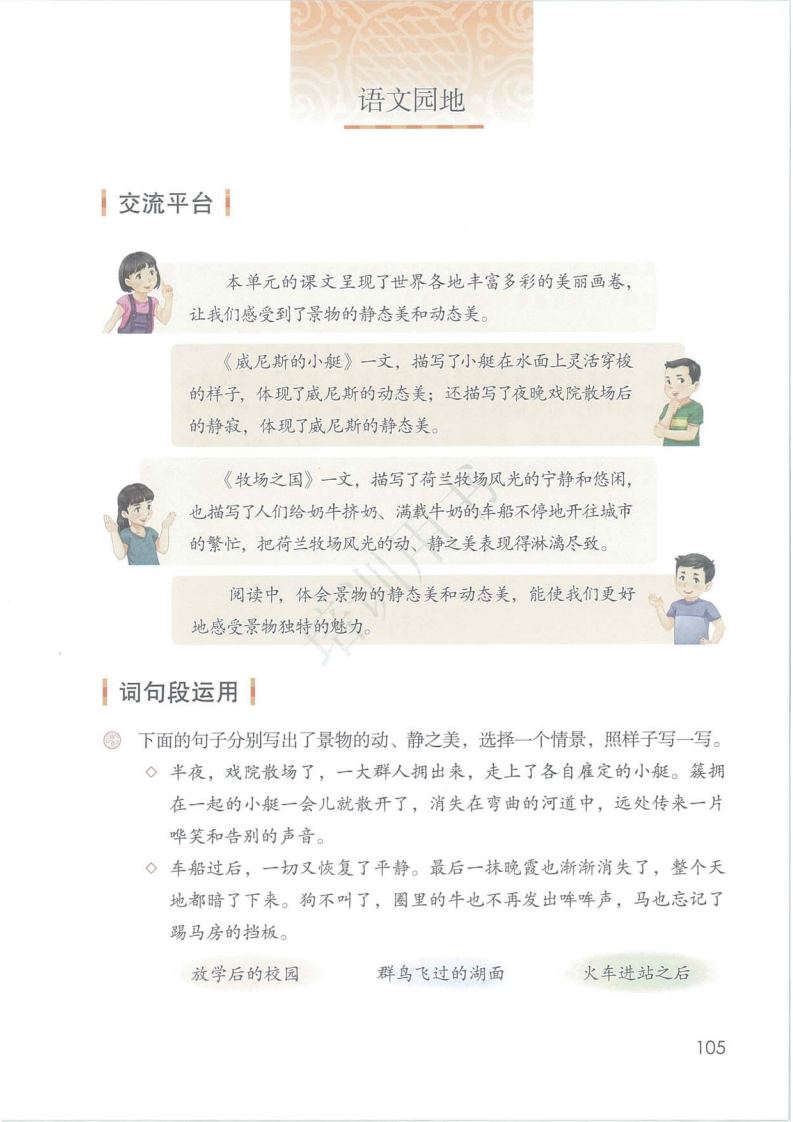 语文园地
交流平台
本单元的课文呈现了世界各地丰富多彩的美丽画卷，
让我们感受到了景物的静态美和动态美。
《威尼斯的小艇》一文，描写了小艇在水面上灵活穿梭
的样子，体现了威尼斯的动态美；还描写了夜晚戏院散场后
的静寂，体现了威尼斯的静态美。
《牧场之国》一文，描写了荷兰牧场风光的宁静和悠闲，
也描写了人们给奶牛挤奶、满载牛奶的车船不停地开往城市
的繁忙，把荷兰牧场风光的动、静之美表现得淋漓尽致。
阅读中，体会景物的静态美和动态美，能使我们更好
地感受景物独特的魅力。
培训用书
词句段运用
下面的句子分别写出了景物的动、静之美，选择一个情景，照样子写一写。
◇ 半夜，戏院散场了，一大群人拥出来，走上了各自雇定的小艇。簇拥
在一起的小艇一会儿就散开了，消失在弯曲的河道中，远处传来一片
哗笑和告别的声音。
◇ 车船过后，一切又恢复了平静。最后一抹晚霞也渐渐消失了，整个天
地都暗了下来。狗不叫了，圈里的牛也不再发出哞哞声，马也忘记了
踢马房的挡板。
放学后的校园 群鸟飞过的湖面 火车进站之后
105